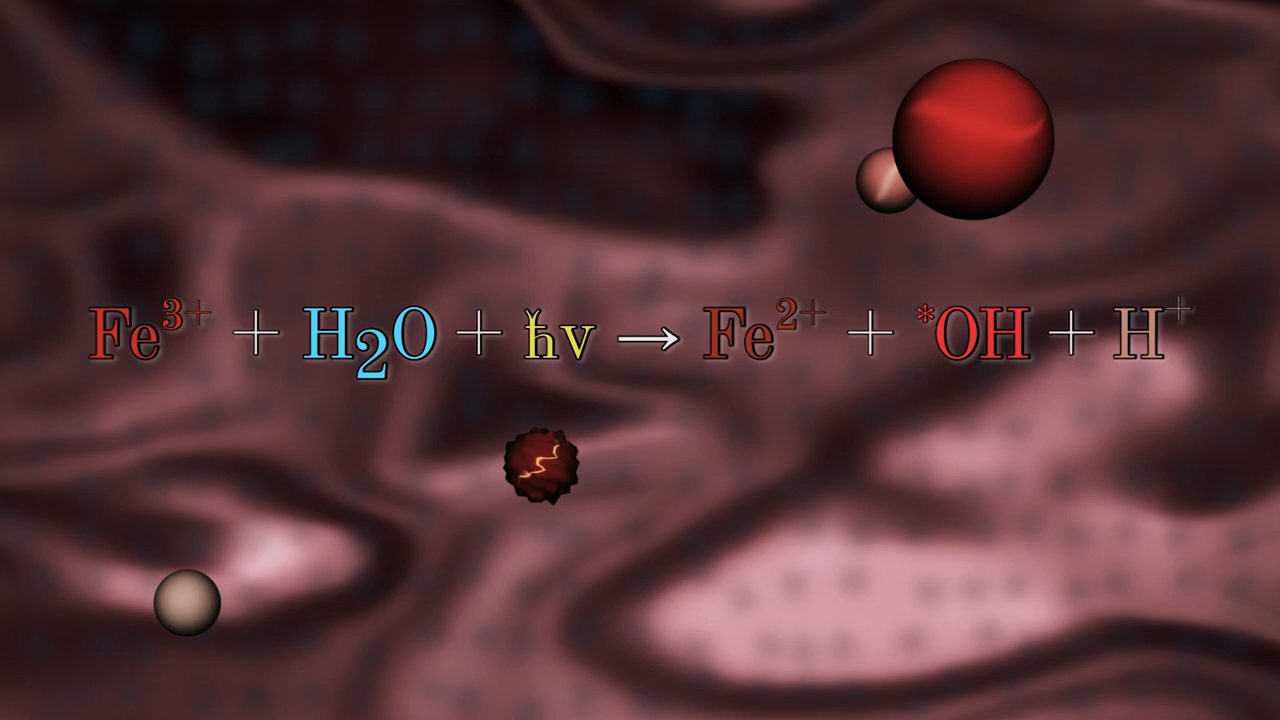 Fe³⁺ + H₂O + ħv → Fe²⁺ + *OH + H⁺